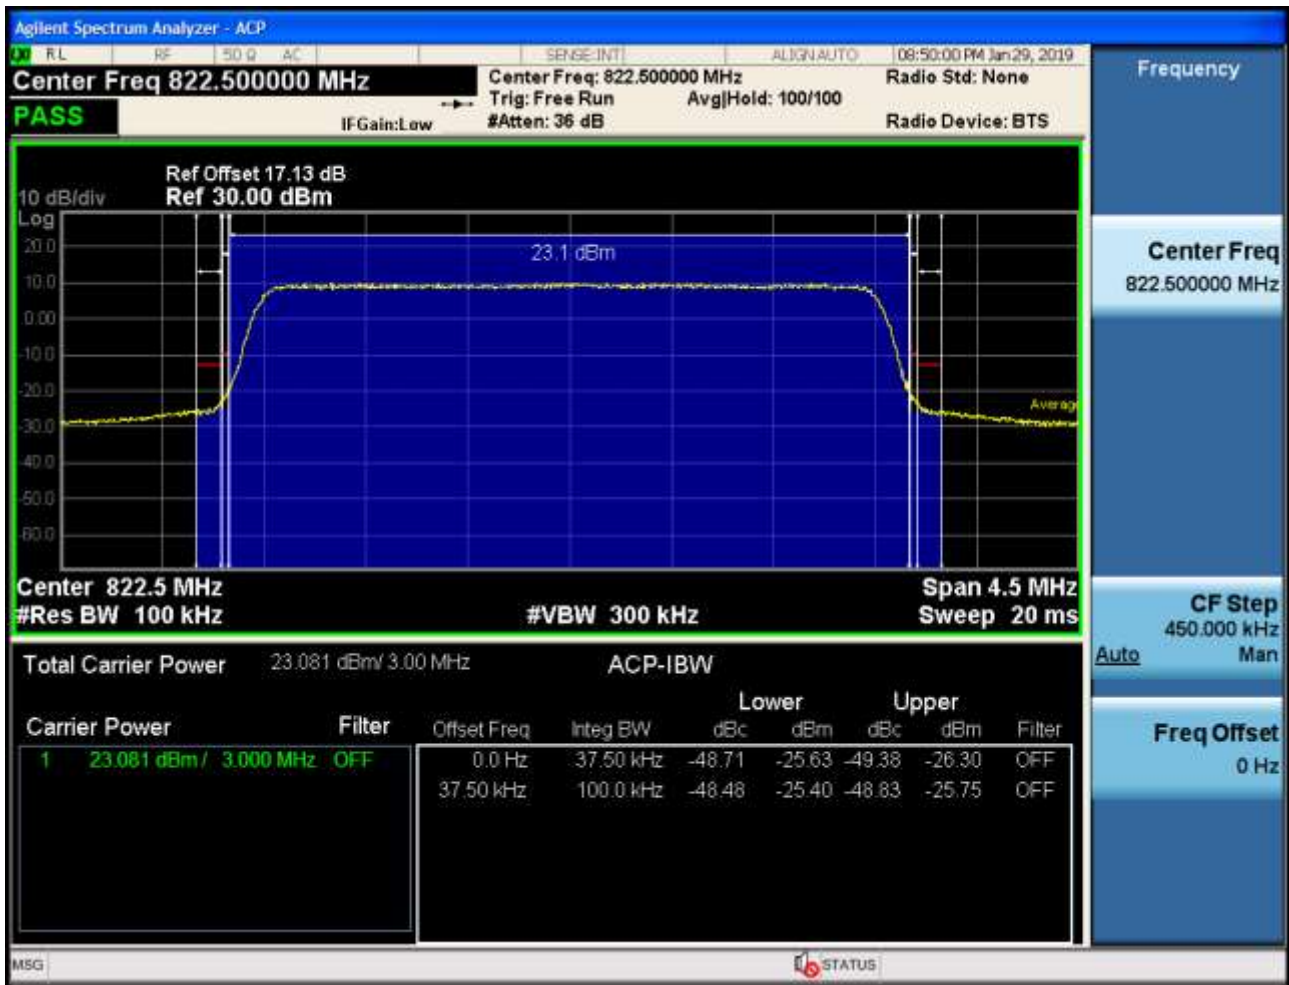 Agilent Spectrum Analyzer - ACP
RL RF 50 Ω AC SENSE:INT ALIGN AUTO 08:50:00 PM Jan 29, 2019
Center Freq 822.500000 MHz
Center Freq: 822.500000 MHz
Radio Std: None
Trig: Free Run Avg|Hold: 100/100
PASS
IFGain:Low
#Atten: 36 dB
Radio Device: BTS
Frequency
Ref Offset 17.13 dB
10 dB/div Ref 30.00 dBm
Log
20.0
23.1 dBm
10.0
0.00
-10.0
-20.0
Average
-30.0
-40.0
-50.0
-60.0
Center 822.5 MHz Span 4.5 MHz
#Res BW 100 kHz #VBW 300 kHz Sweep 20 ms
Center Freq
822.500000 MHz
CF Step
450.000 kHz
Auto Man
Freq Offset
0 Hz
Total Carrier Power 23.081 dBm/ 3.00 MHz ACP-IBW
Lower Upper
Carrier Power Filter Offset Freq Integ BW dBc dBm dBc dBm Filter
1 23.081 dBm / 3.000 MHz OFF 0.0 Hz 37.50 kHz -48.71 -25.63 -49.38 -26.30 OFF
37.50 kHz 100.0 kHz -48.48 -25.40 -48.83 -25.75 OFF
MSG STATUS